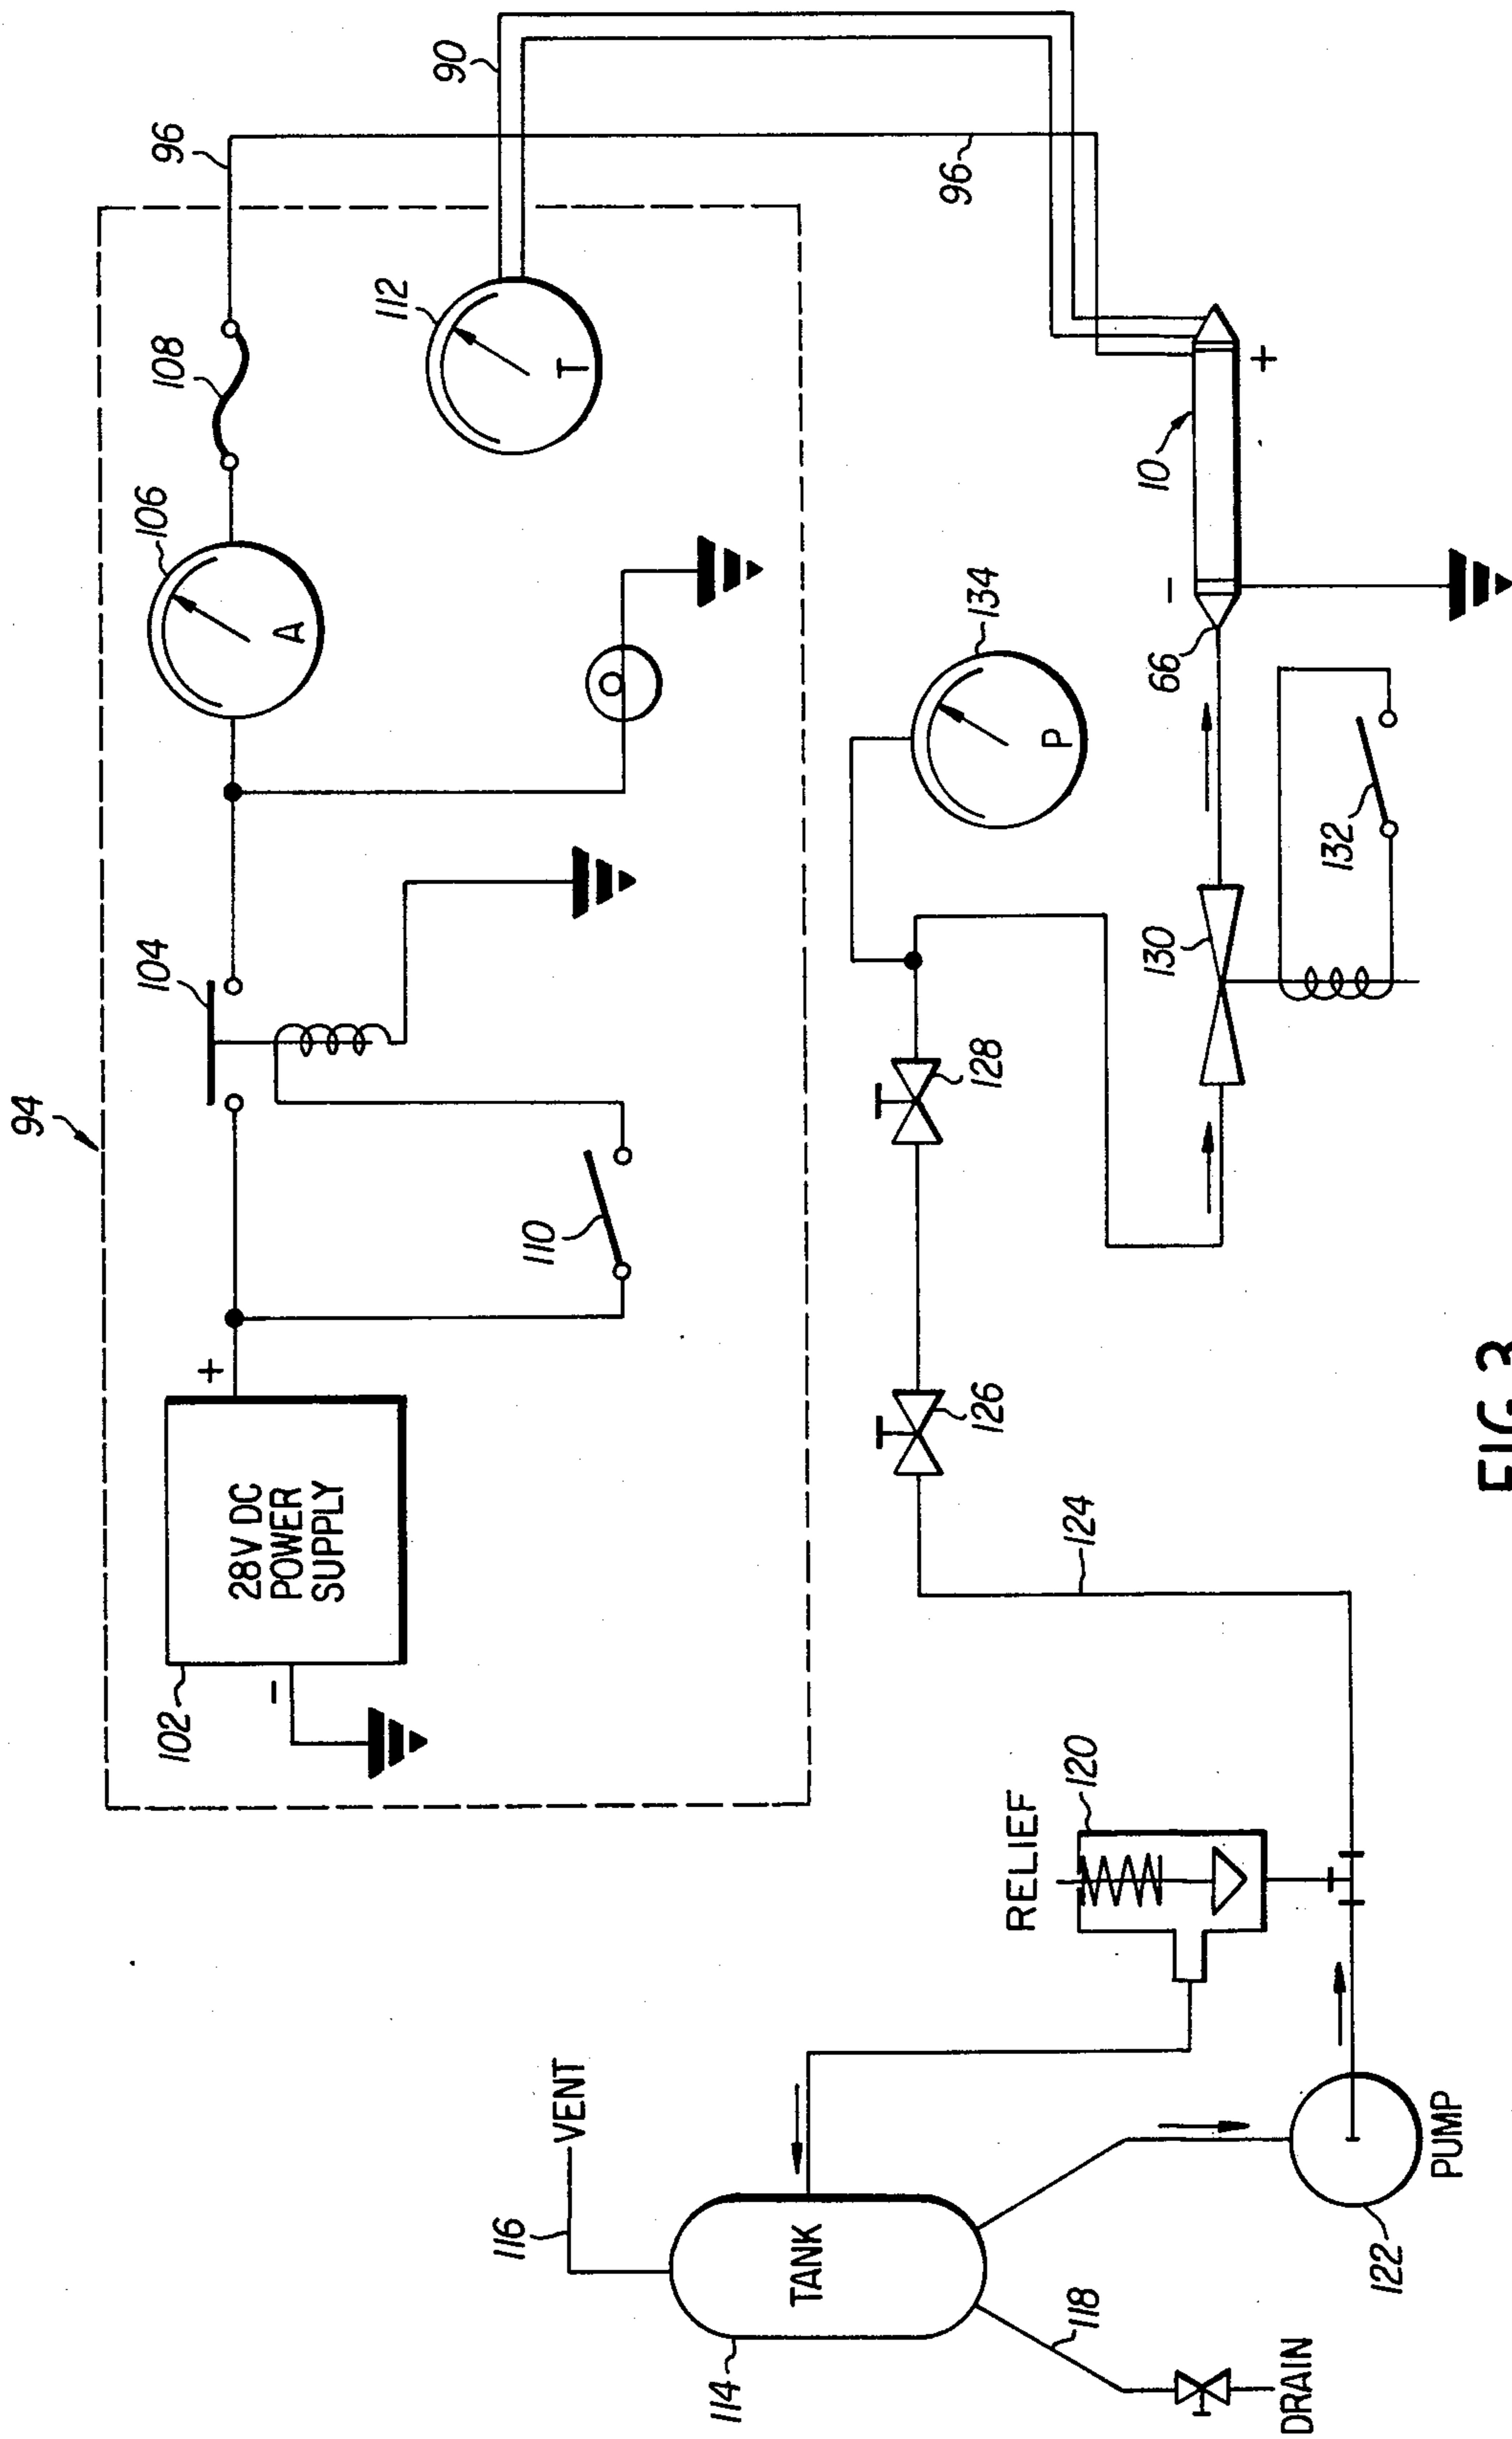 94
96
104
106
108
102
28V DC
POWER
SUPPLY
+
-
A
110
112
T
90
96
116
VENT
114
TANK
118
DRAIN
RELIEF
120
122
PUMP
124
126
128
134
P
130
132
66
-
10
+
FIG. 3